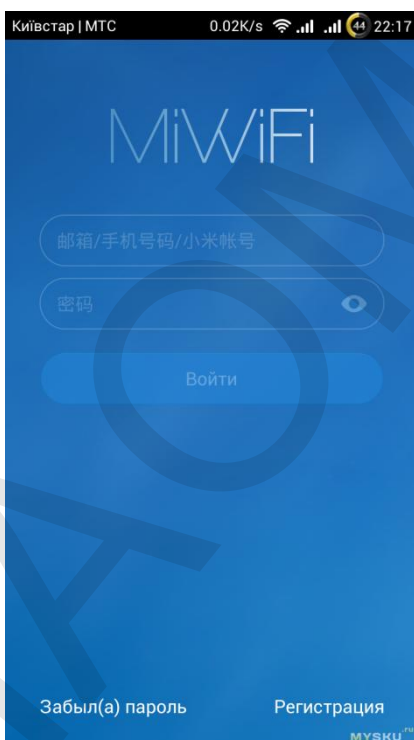 Київстар | МТС 0.02K/s 44 22:17
MiWiFi
邮箱/手机号码/小米帐号
密码
Войти
Забыл(а) пароль Регистрация
MYSKU.ru